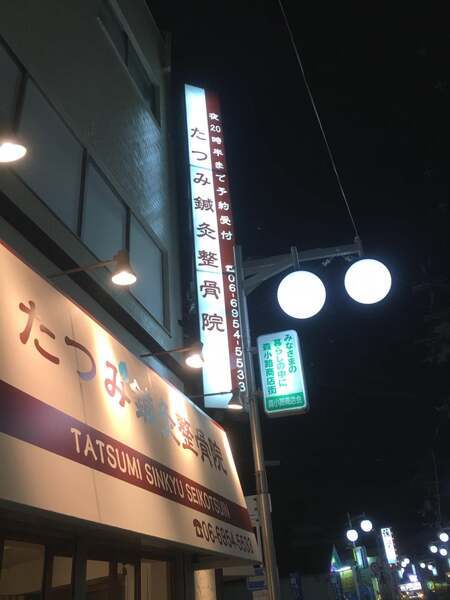 夜20時半まで予約受付
たつみ鍼灸整骨院
☎06-6954-5533
みなさまの
暮らしの中に
森小路商店街
森小路商店会
たつみ鍼灸整骨院
TATSUMI SINKYU SEIKOTSUIN
☎06-6954-5533